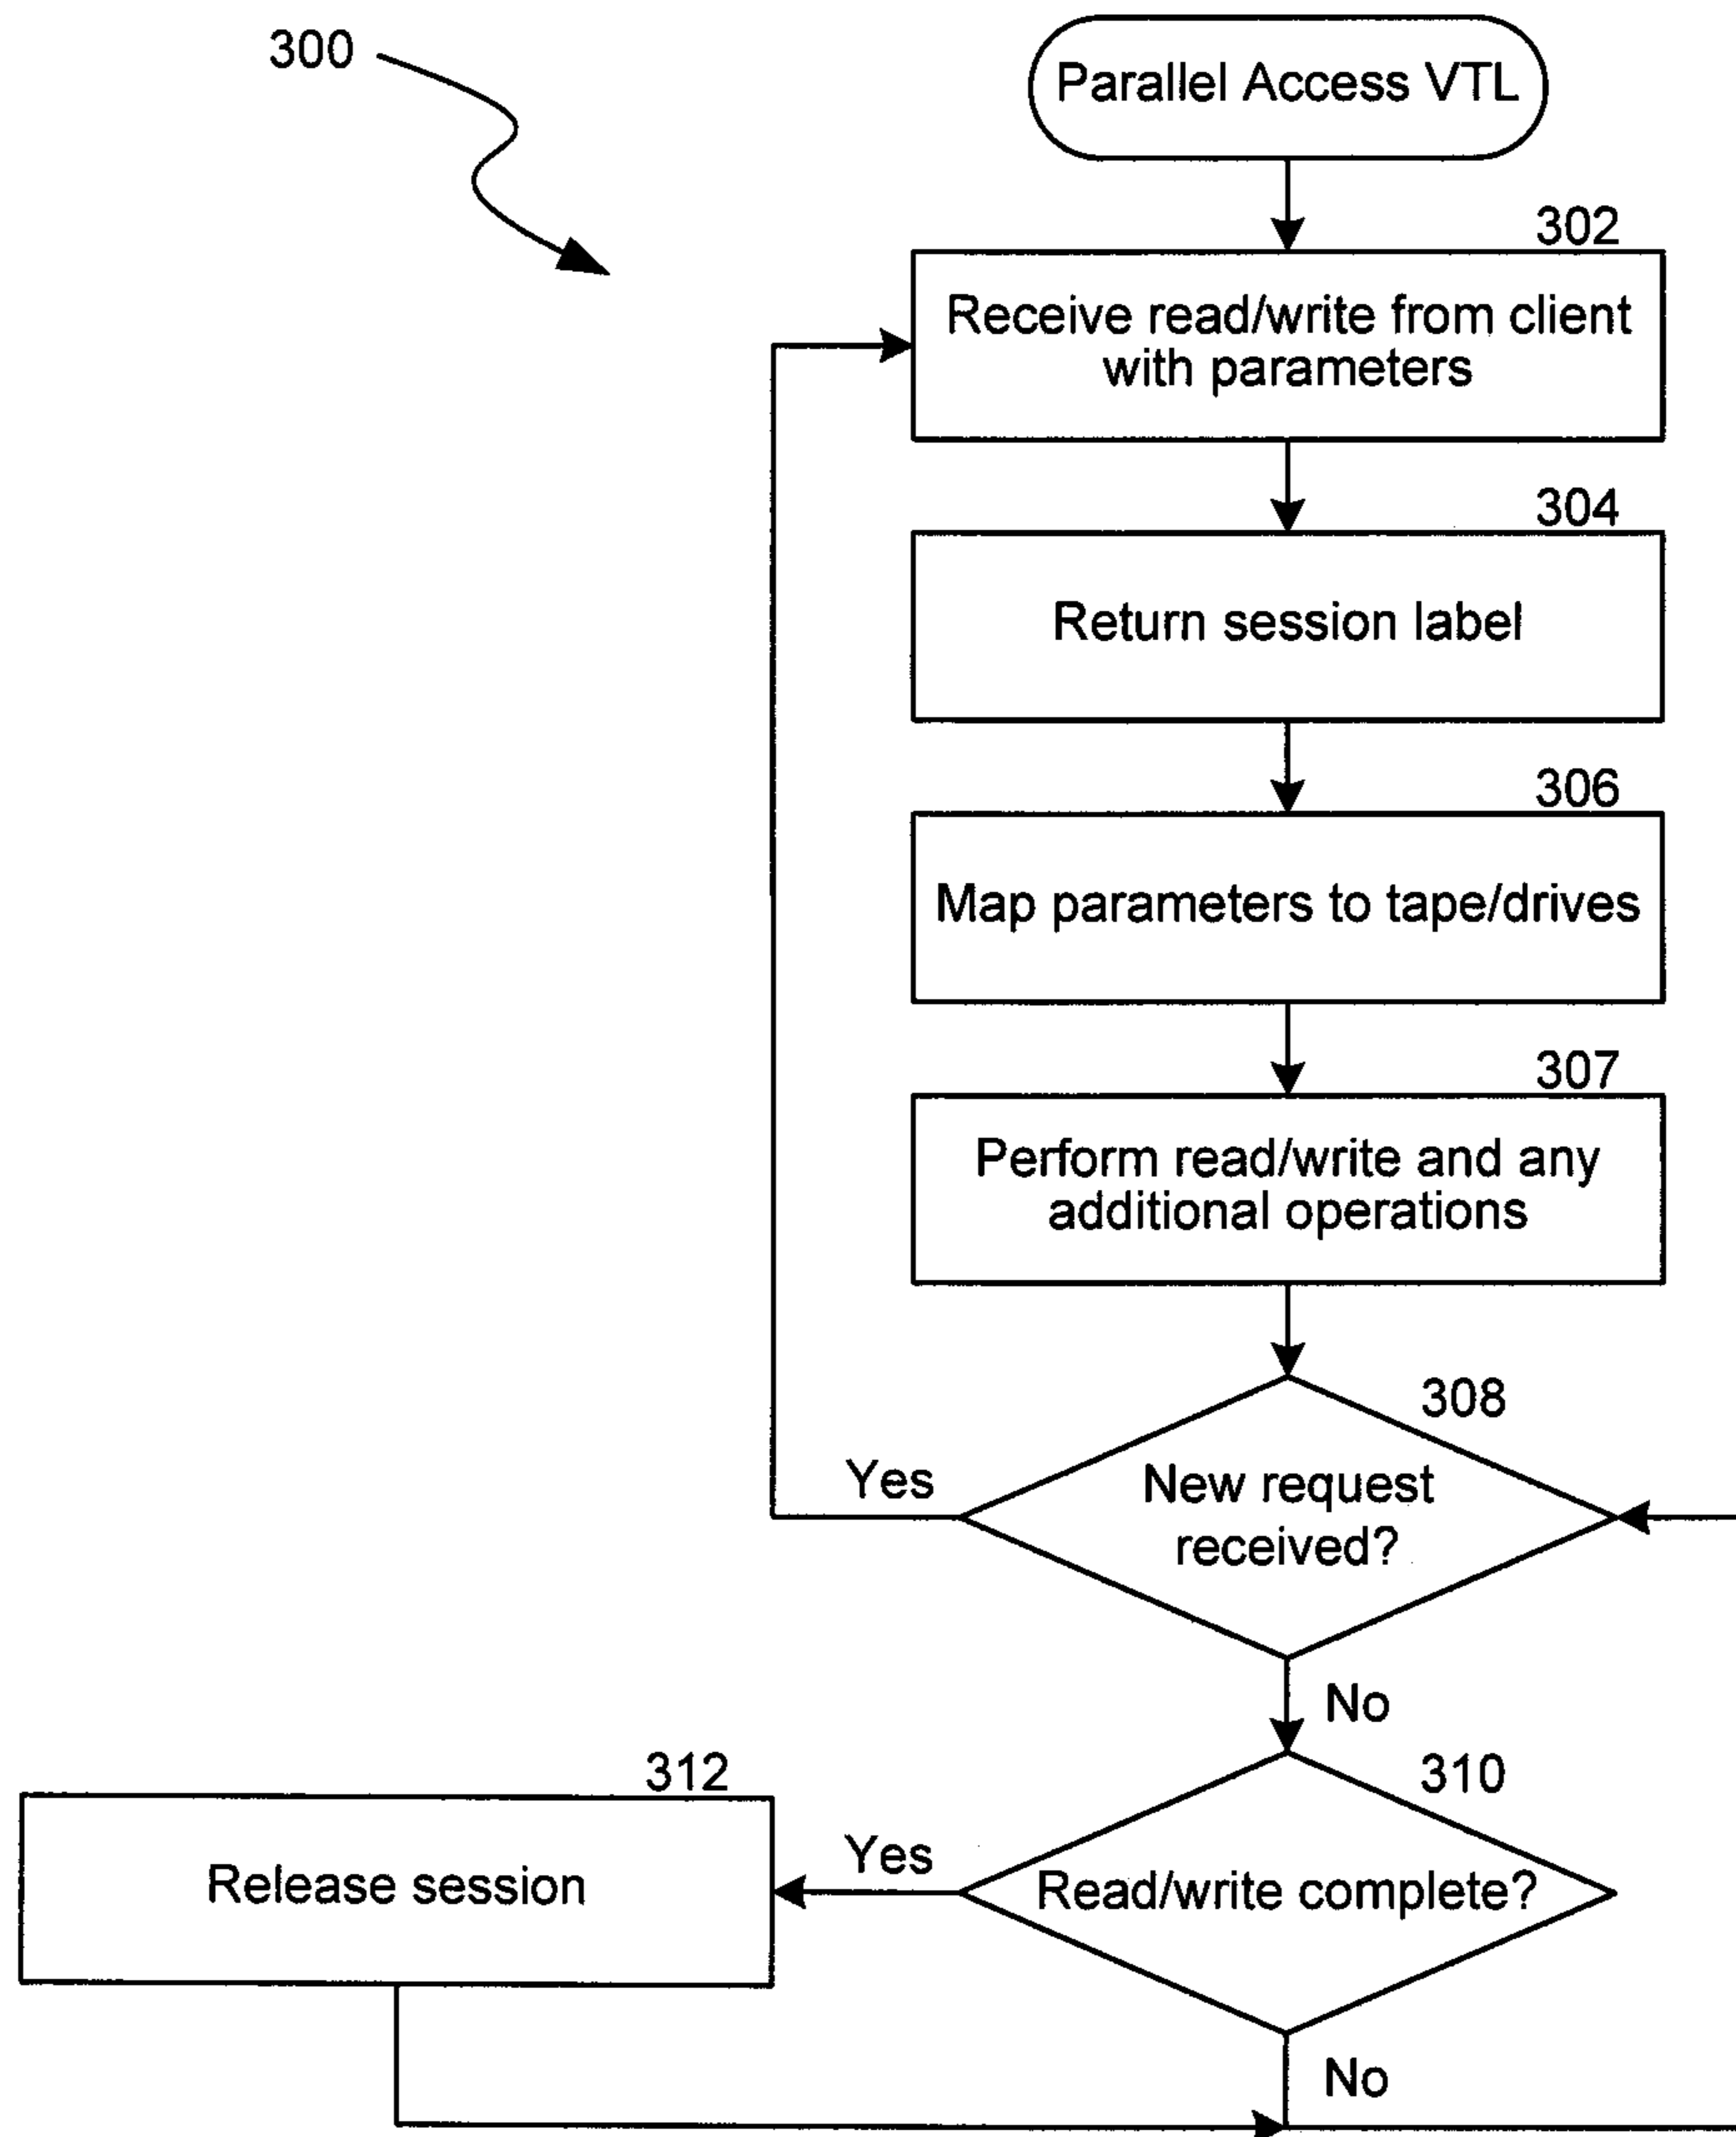 300
Parallel Access VTL
302
Receive read/write from client
with parameters
304
Return session label
306
Map parameters to tape/drives
307
Perform read/write and any
additional operations
308
Yes
New request
received?
No
312
310
Release session
Yes
Read/write complete?
No